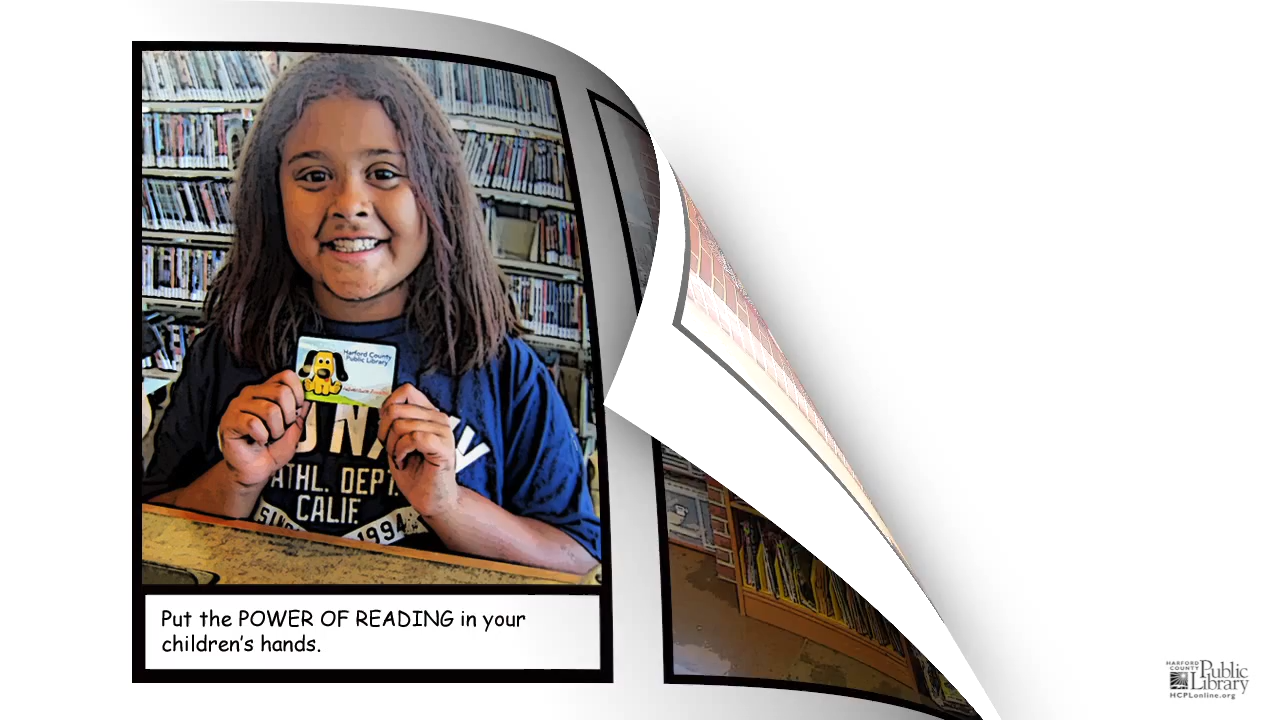 Harford County
Public Library
ATHL. DEPT.
CALIF.
1994
Put the POWER OF READING in your
children's hands.
HARFORD
COUNTY
Public
Library
HCPLonline.org